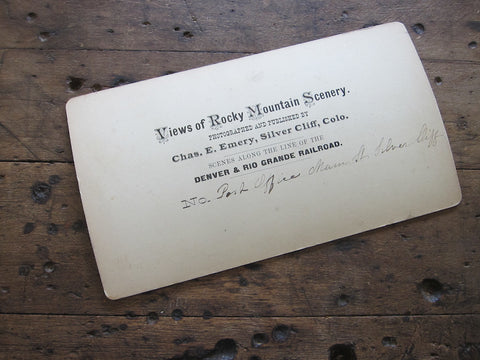 Views of Rocky Mountain Scenery.
PHOTOGRAPHED AND PUBLISHED BY
Chas. E. Emery, Silver Cliff, Colo.
SCENES ALONG THE LINE OF THE
DENVER & RIO GRANDE RAILROAD.
No. Post Office Main St. Silver Cliff